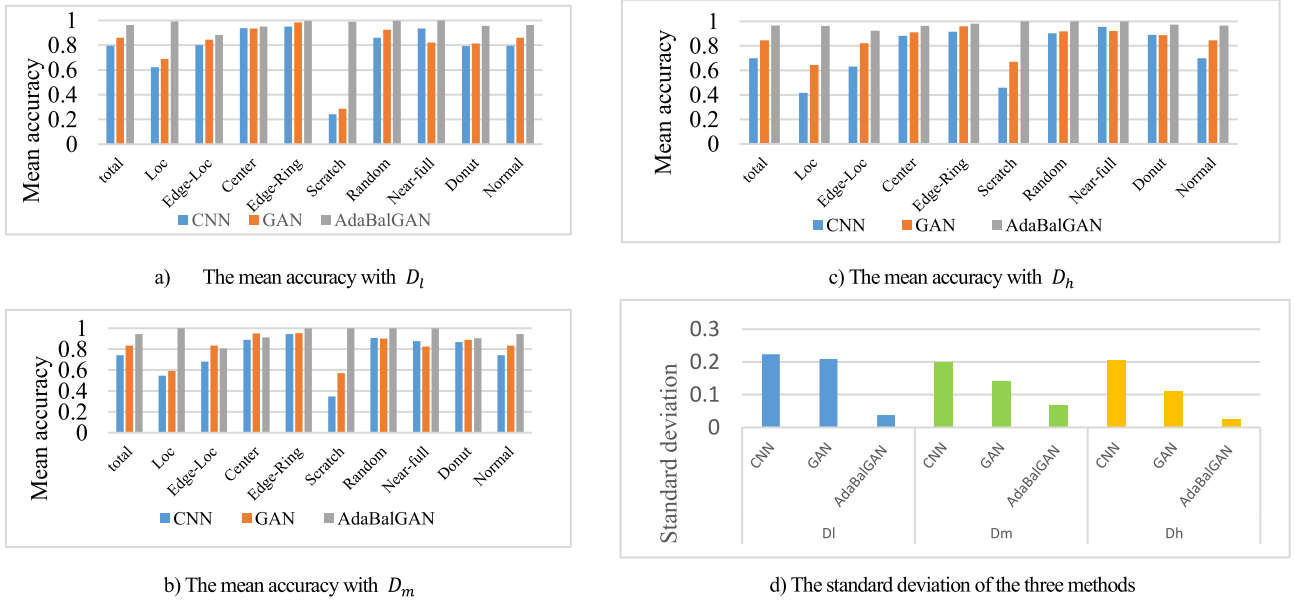 Mean accuracy
1
0.8
0.6
0.4
0.2
0
total Loc Edge-Loc Center Edge-Ring Scratch Random Near-full Donut Normal
CNN GAN AdaBalGAN
a) The mean accuracy with D_l
Mean accuracy
1
0.8
0.6
0.4
0.2
0
total Loc Edge-Loc Center Edge-Ring Scratch Random Near-full Donut Normal
CNN GAN AdaBalGAN
b) The mean accuracy with D_m
Mean accuracy
1
0.8
0.6
0.4
0.2
0
total Loc Edge-Loc Center Edge-Ring Scratch Random Near-full Donut Normal
CNN GAN AdaBalGAN
c) The mean accuracy with D_h
Standard deviation
0.3
0.2
0.1
0
CNN GAN AdaBalGAN CNN GAN AdaBalGAN CNN GAN AdaBalGAN
Dl Dm Dh
d) The standard deviation of the three methods